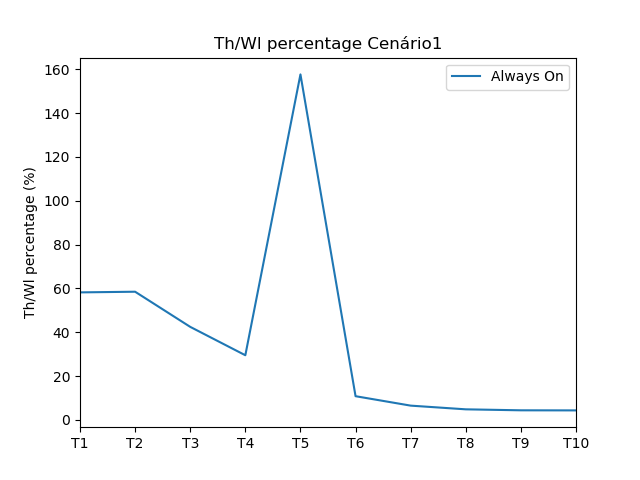 Th/Wl percentage Cenário1
Always On
Th/Wl percentage (%)
160
140
120
100
80
60
40
20
0
T1 T2 T3 T4 T5 T6 T7 T8 T9 T10